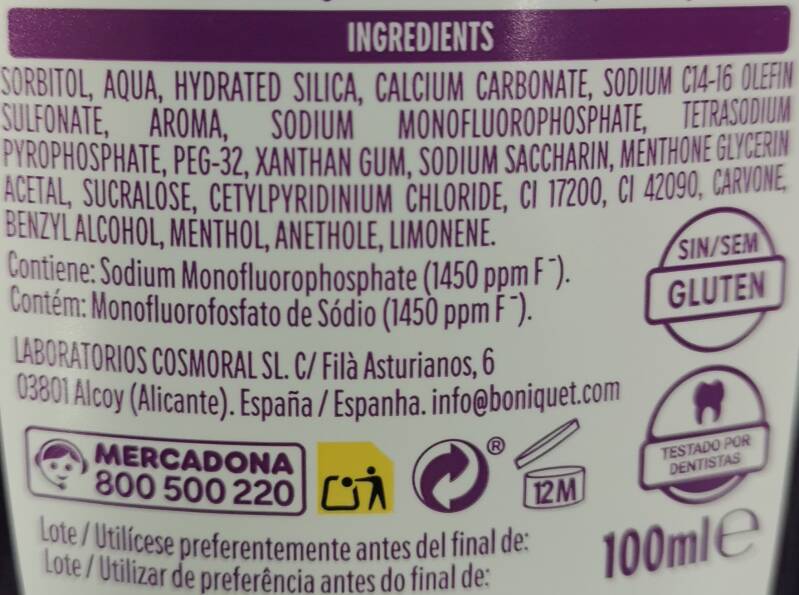 INGREDIENTS
SORBITOL, AQUA, HYDRATED SILICA, CALCIUM CARBONATE, SODIUM C14-16 OLEFIN
SULFONATE, AROMA, SODIUM MONOFLUOROPHOSPHATE, TETRASODIUM
PYROPHOSPHATE, PEG-32, XANTHAN GUM, SODIUM SACCHARIN, MENTHONE GLYCERIN
ACETAL, SUCRALOSE, CETYLPYRIDINIUM CHLORIDE, CI 17200, CI 42090, CARVONE,
BENZYL ALCOHOL, MENTHOL, ANETHOLE, LIMONENE.
Contiene: Sodium Monofluorophosphate (1450 ppm F⁻).
Contém: Monofluorofosfato de Sódio (1450 ppm F⁻).
SIN/SEM
GLUTEN
LABORATORIOS COSMORAL SL. C/ Filà Asturianos, 6
03801 Alcoy (Alicante). España / Espanha. info@boniquet.com
TESTADO POR
DENTISTAS
MERCADONA
800 500 220
®
12M
Lote / Utilícese preferentemente antes del final de:
Lote / Utilizar de preferência antes do final de:
100ml e